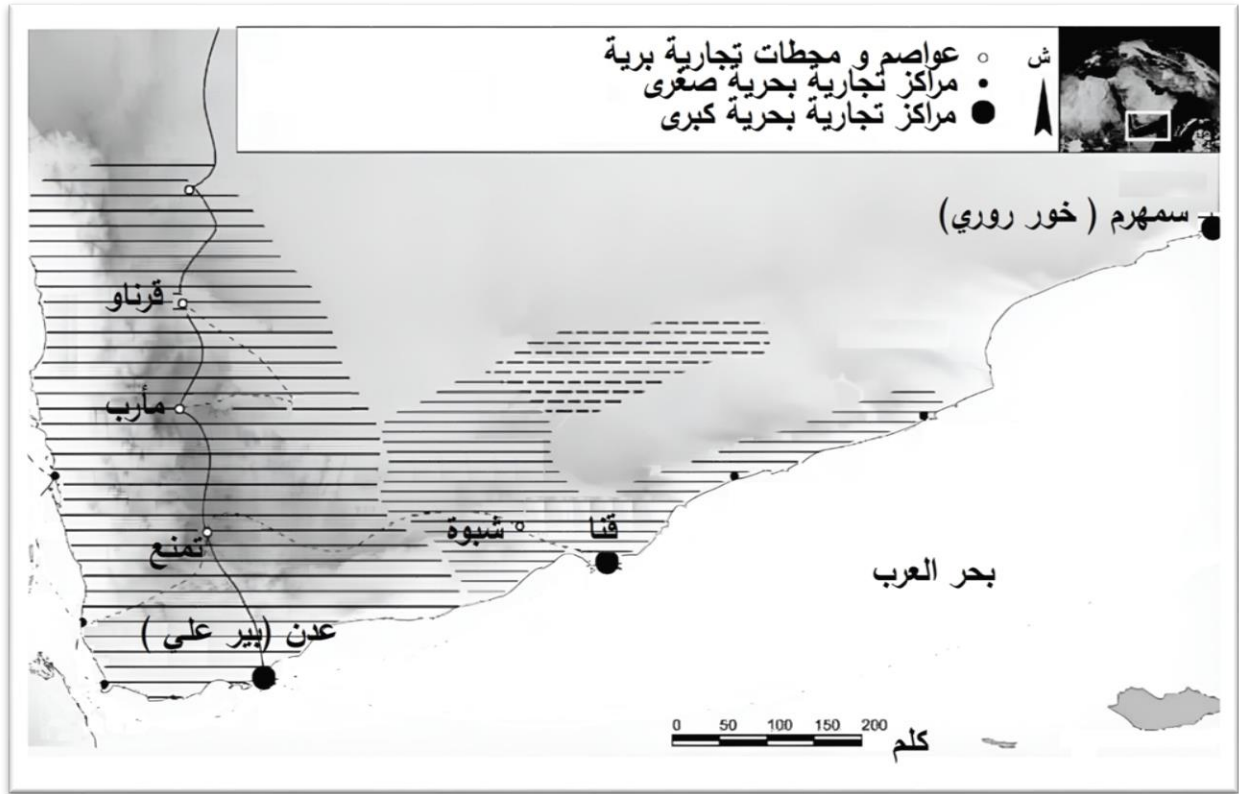 عواصم و محطات تجارية برية
مراكز تجارية بحرية صغرى
مراكز تجارية بحرية كبرى
ش
سمهرم ( خور روري)
قرناو
مأرب
شبوة
قنا
تمنع
بحر العرب
عدن (بير علي )
0 50 100 150 200
كلم